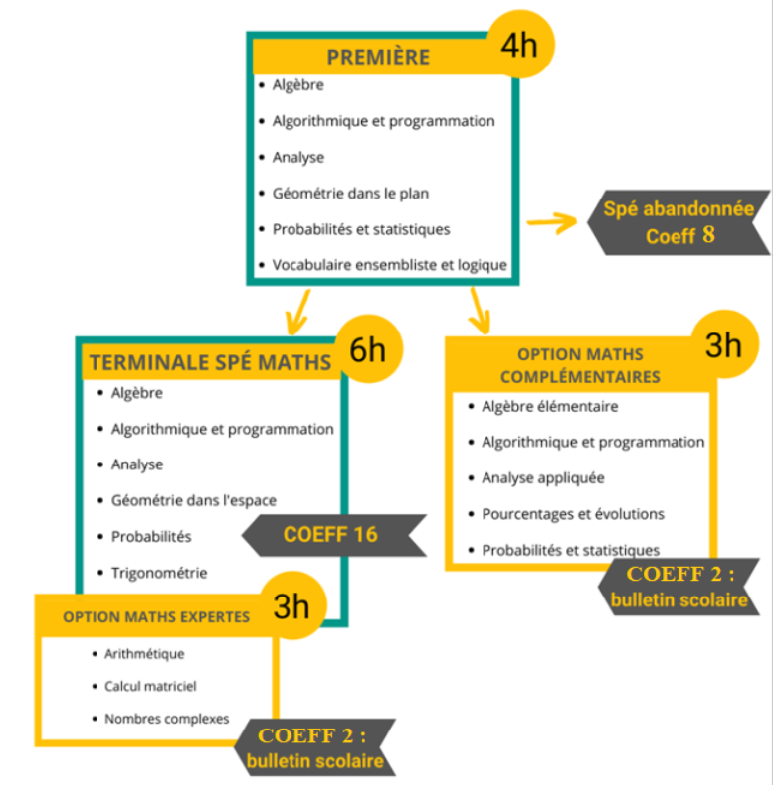 4h
PREMIÈRE
• Algèbre
• Algorithmique et programmation
• Analyse
• Géométrie dans le plan
• Probabilités et statistiques
• Vocabulaire ensembliste et logique
Spé abandonnée
Coeff 8
6h
TERMINALE SPÉ MATHS
• Algèbre
• Algorithmique et programmation
• Analyse
• Géométrie dans l'espace
• Probabilités
• Trigonométrie
COEFF 16
3h
OPTION MATHS
COMPLÉMENTAIRES
• Algèbre élémentaire
• Algorithmique et programmation
• Analyse appliquée
• Pourcentages et évolutions
• Probabilités et statistiques
COEFF 2 :
bulletin scolaire
3h
OPTION MATHS EXPERTES
• Arithmétique
• Calcul matriciel
• Nombres complexes
COEFF 2 :
bulletin scolaire